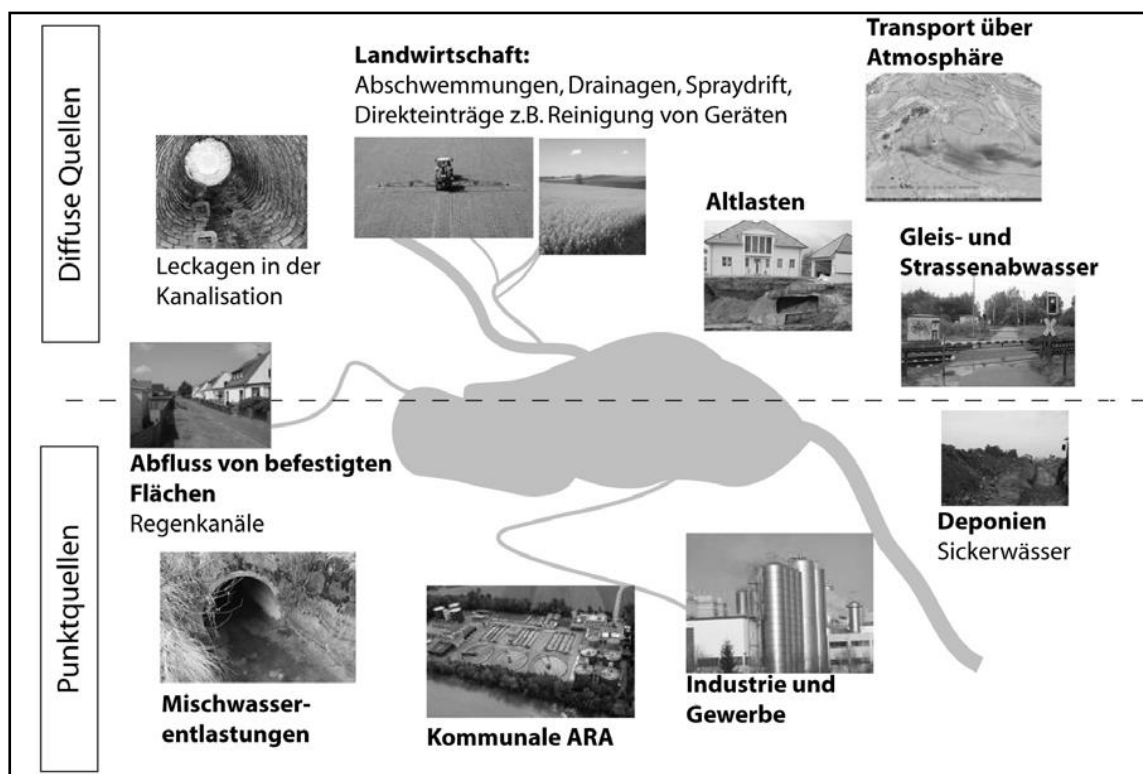 Diffuse Quellen
Landwirtschaft:
Abschwemmungen, Drainagen, Spraydrift,
Direkteinträge z.B. Reinigung von Geräten
Transport über
Atmosphäre
Leckagen in der
Kanalisation
Altlasten
Gleis- und
Strassenabwasser
Punktquellen
Abfluss von befestigten
Flächen
Regenkanäle
Deponien
Sickerwässer
Mischwasser-
entlastungen
Kommunale ARA
Industrie und
Gewerbe